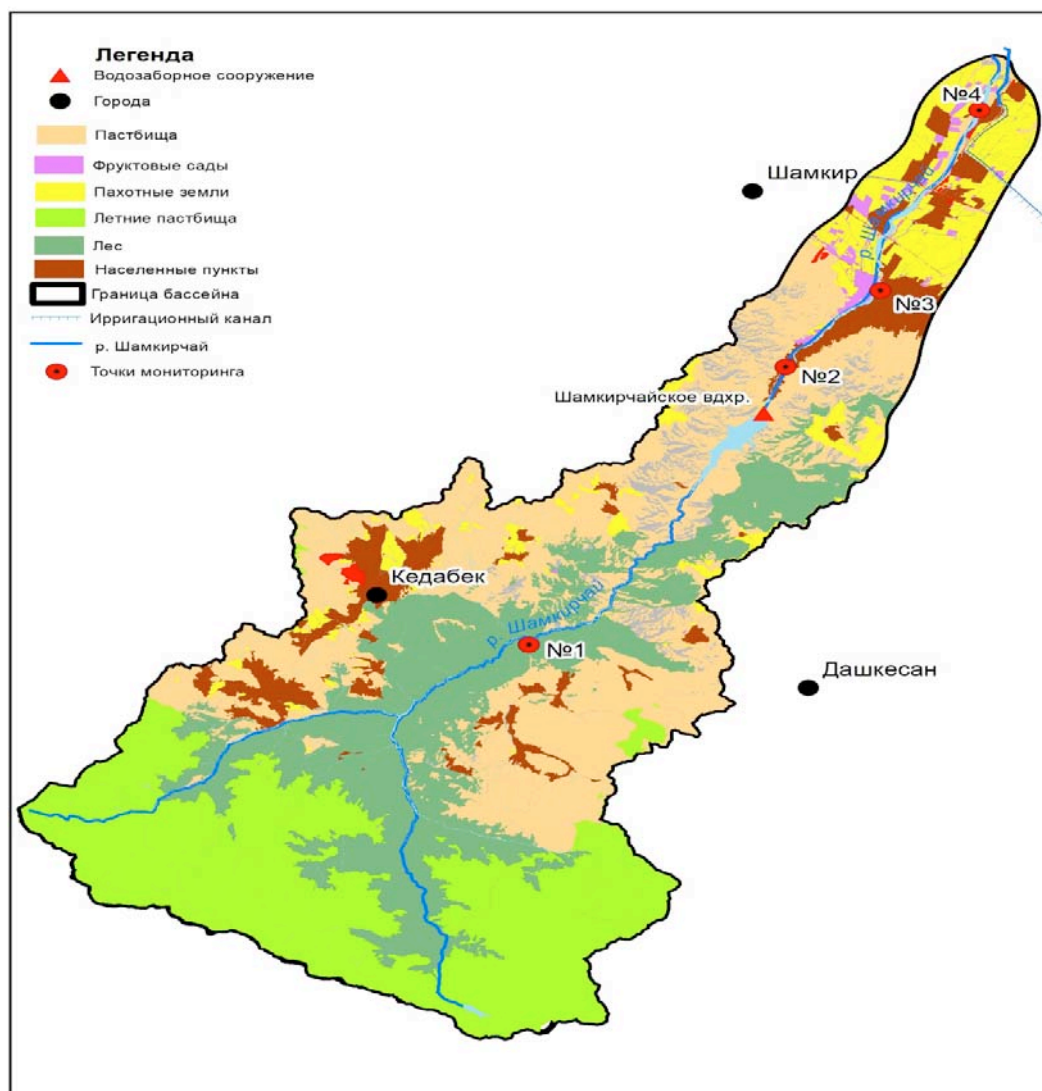 Легенда
Водозаборное сооружение
Города
Пастбища
Фруктовые сады
Пахотные земли
Летние пастбища
Лес
Населенные пункты
Граница бассейна
Ирригационный канал
р. Шамкирчай
Точки мониторинга
№4
Шамкир
р. Шамкирчай
№3
№2
Шамкирчайское вдхр.
Кедабек
р. Шамкирчай
№1
Дашкесан